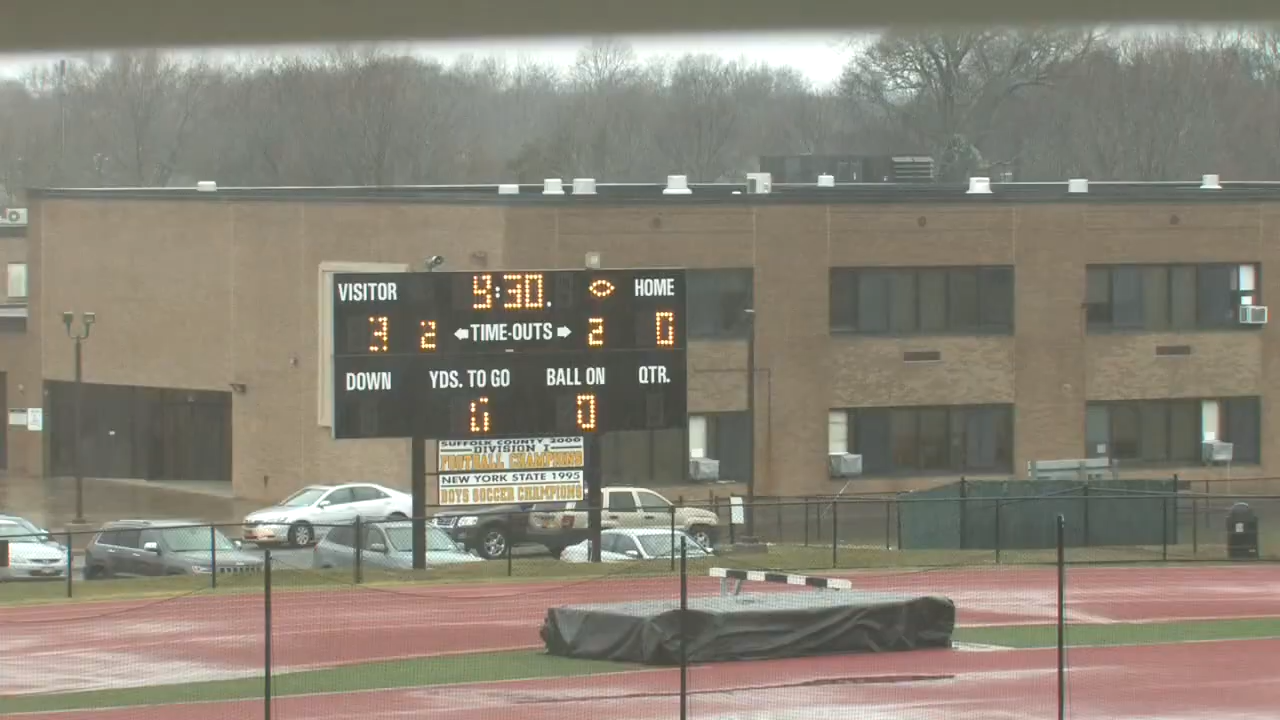 9:30.
VISITOR HOME
3 2 TIME-OUTS 2 0
DOWN YDS. TO GO BALL ON QTR.
0
SUFFOLK COUNTY 2000
DIVISION I
FOOTBALL CHAMPIONS
NEW YORK STATE 1995
BOYS SOCCER CHAMPIONS